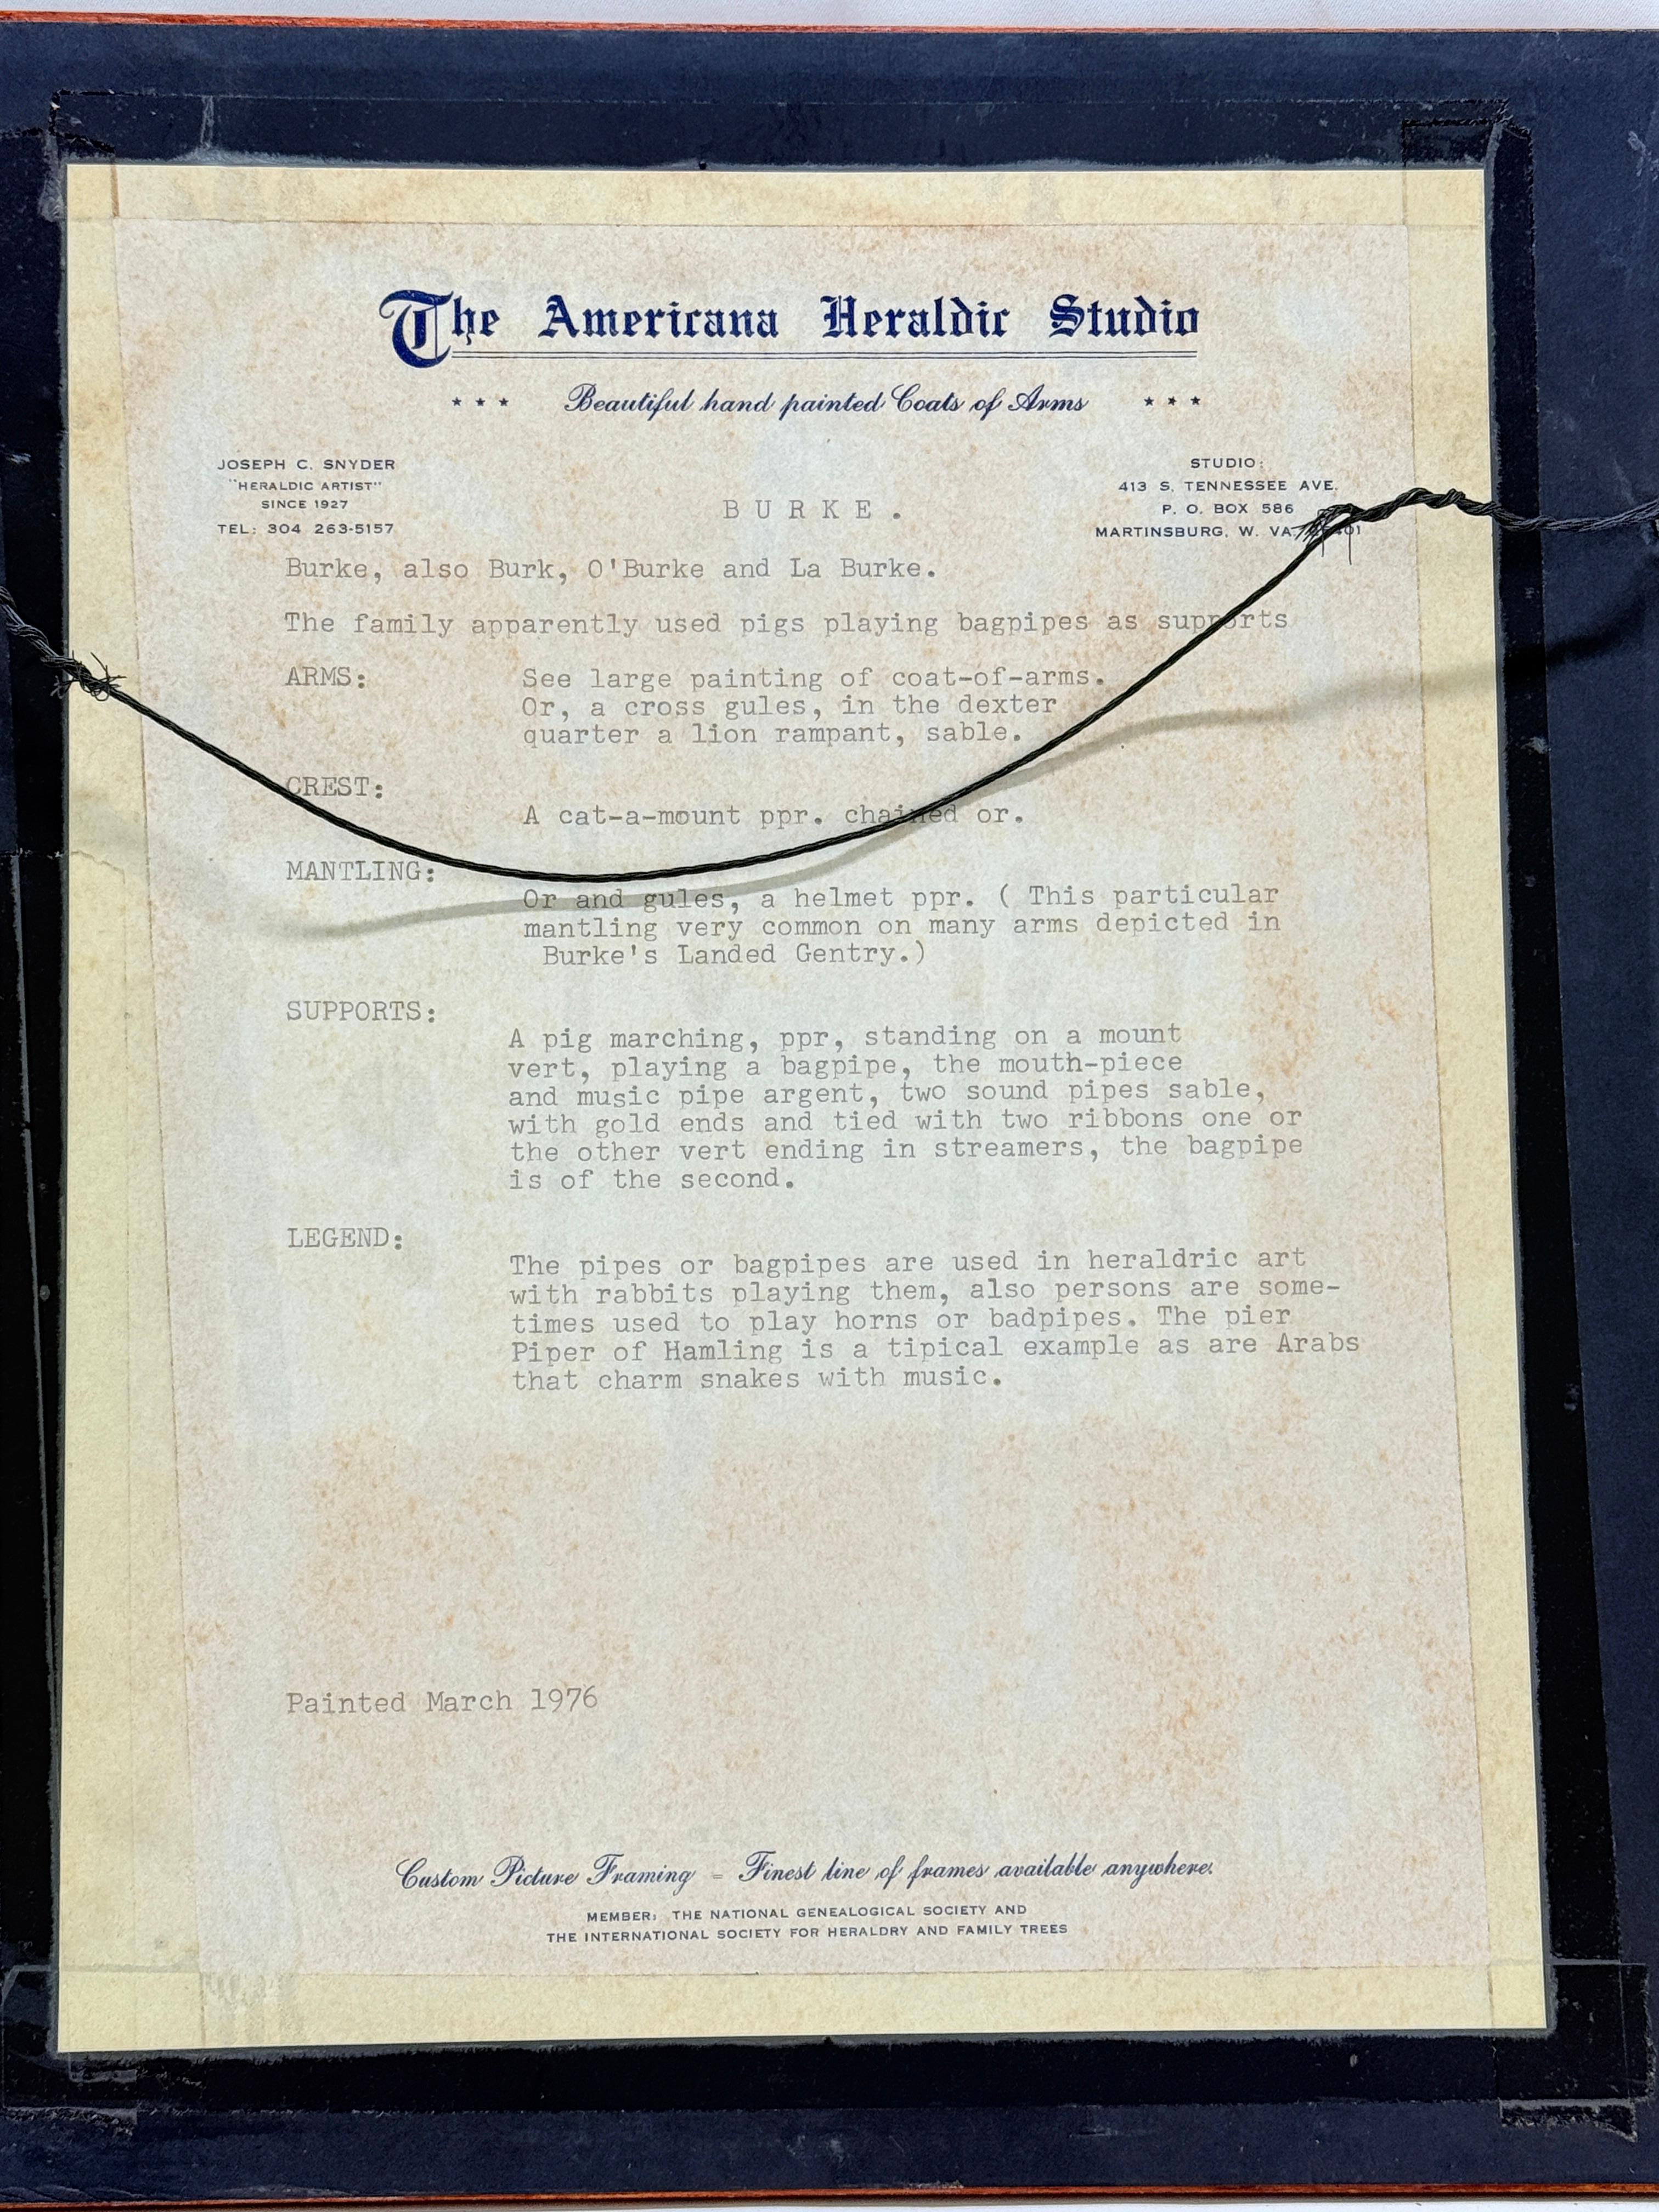 The Americana Heraldic Studio
*** Beautiful hand painted Coats of Arms ***
JOSEPH C. SNYDER
"HERALDIC ARTIST"
SINCE 1927
TEL: 304 263-5157
STUDIO:
413 S. TENNESSEE AVE.
P. O. BOX 586
MARTINSBURG, W. VA.
BURKE.
Burke, also Burk, O'Burke and La Burke.
The family apparently used pigs playing bagpipes as supports
ARMS: See large painting of coat-of-arms.
Or, a cross gules, in the dexter
quarter a lion rampant, sable.
CREST:
A cat-a-mount ppr. chained or.
MANTLING:
Or and gules, a helmet ppr. ( This particular
mantling very common on many arms depicted in
Burke's Landed Gentry.)
SUPPORTS:
A pig marching, ppr, standing on a mount
vert, playing a bagpipe, the mouth-piece
and music pipe argent, two sound pipes sable,
with gold ends and tied with two ribbons one or
the other vert ending in streamers, the bagpipe
is of the second.
LEGEND:
The pipes or bagpipes are used in heraldric art
with rabbits playing them, also persons are some-
times used to play horns or badpipes. The pier
Piper of Hamling is a tipical example as are Arabs
that charm snakes with music.
Painted March 1976
Custom Picture Framing = Finest line of frames available anywhere.
MEMBER: THE NATIONAL GENEALOGICAL SOCIETY AND
THE INTERNATIONAL SOCIETY FOR HERALDRY AND FAMILY TREES